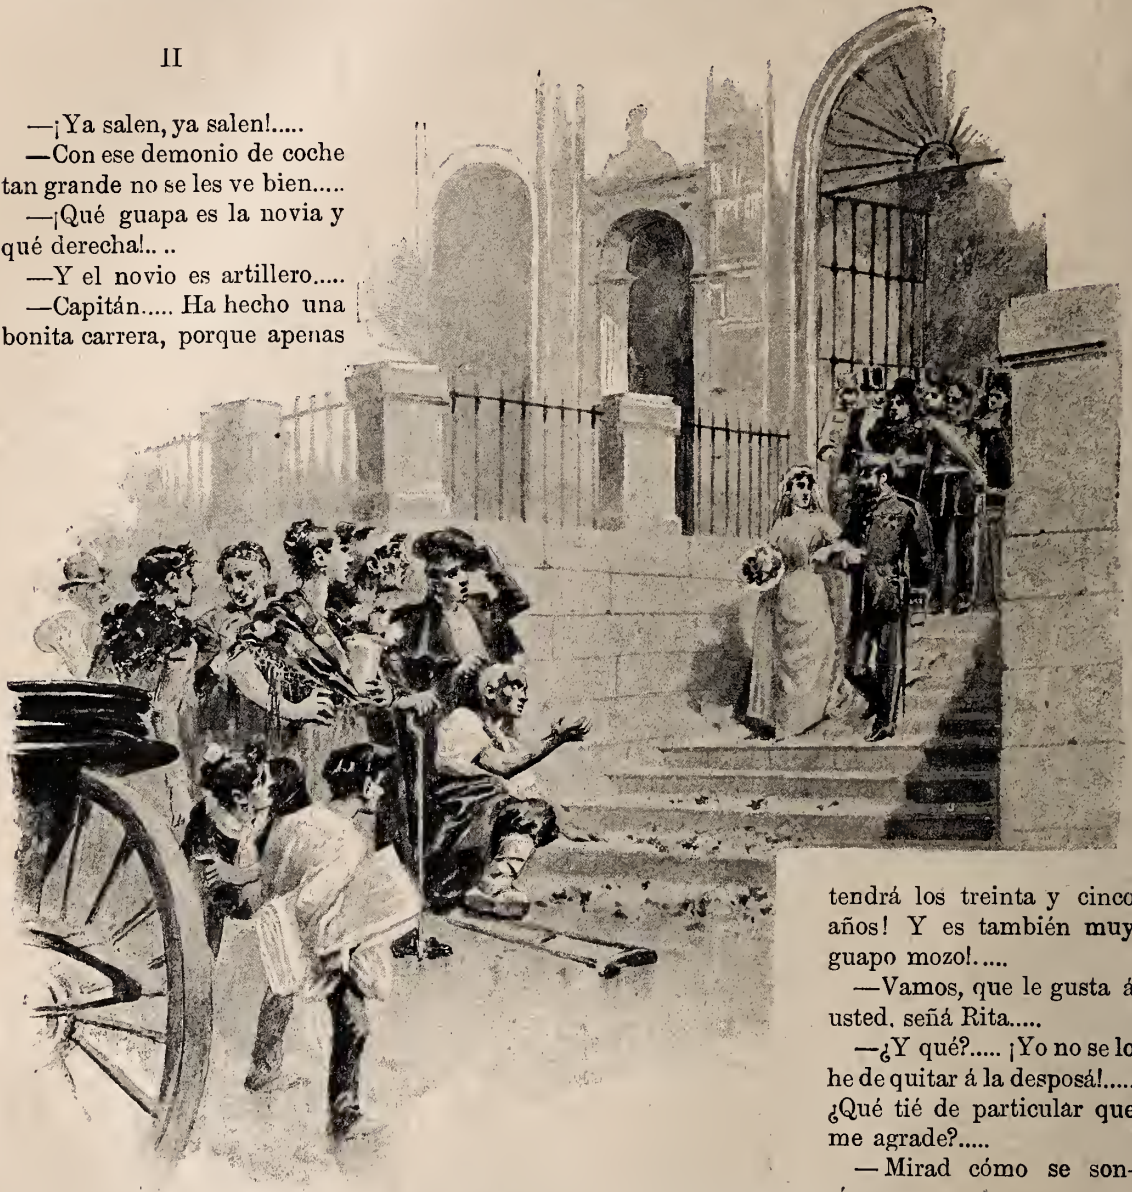 II
—¡Ya salen, ya salen!.....
—Con ese demonio de coche
tan grande no se les ve bien.....
—¡Qué guapa es la novia y
qué derecha!.. ..
—Y el novio es artillero.....
—Capitán..... Ha hecho una
bonita carrera, porque apenas
tendrá los treinta y cinco
años! Y es también muy
guapo mozo!.....
—Vamos, que le gusta á
usted, señá Rita.....
—¿Y qué?..... ¡Yo no se lo
he de quitar á la desposá!.....
¿Qué tié de particular que
me agrade?.....
—Mirad cómo se son-